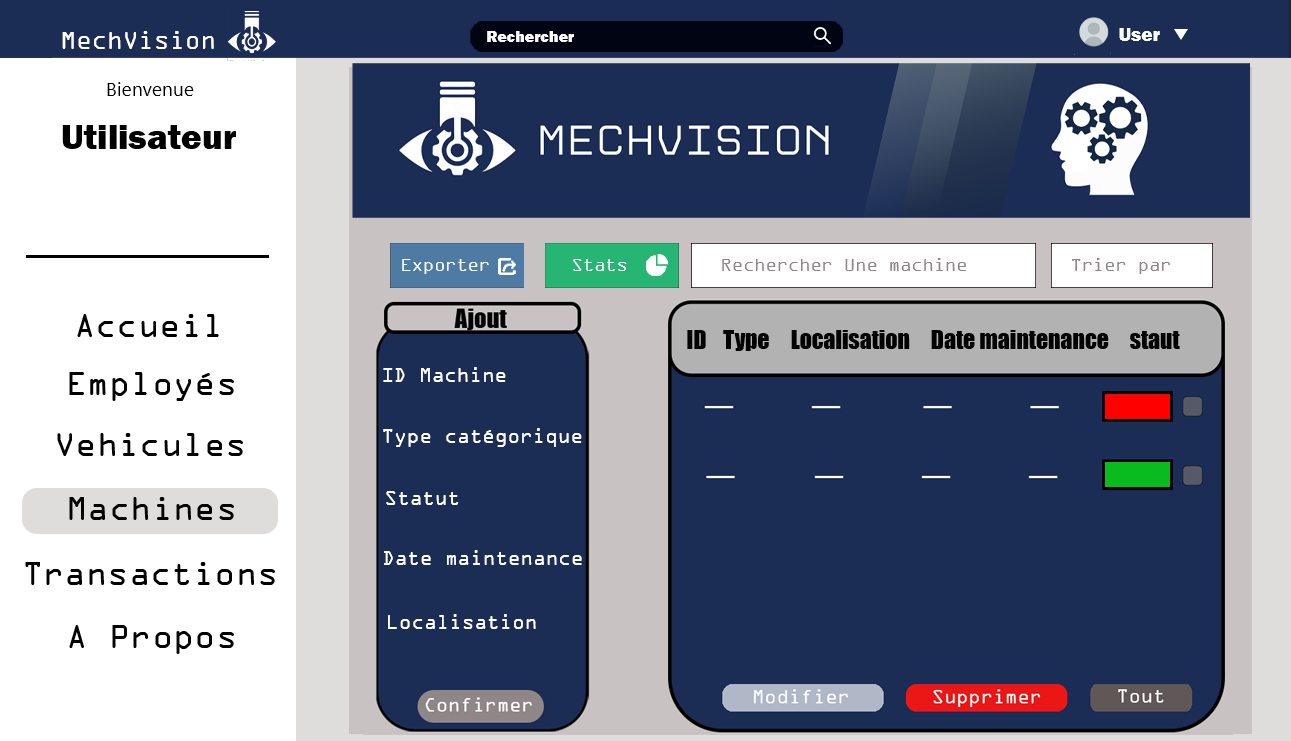 MechVision
Rechercher
User
Bienvenue
Utilisateur
Accueil
Employés
Vehicules
Machines
Transactions
A Propos
MECHVISION
Exporter
Stats
Rechercher Une machine
Trier par
Ajout
ID Machine
Type catégorique
Statut
Date maintenance
Localisation
Confirmer
ID Type Localisation Date maintenance staut
Modifier
Supprimer
Tout